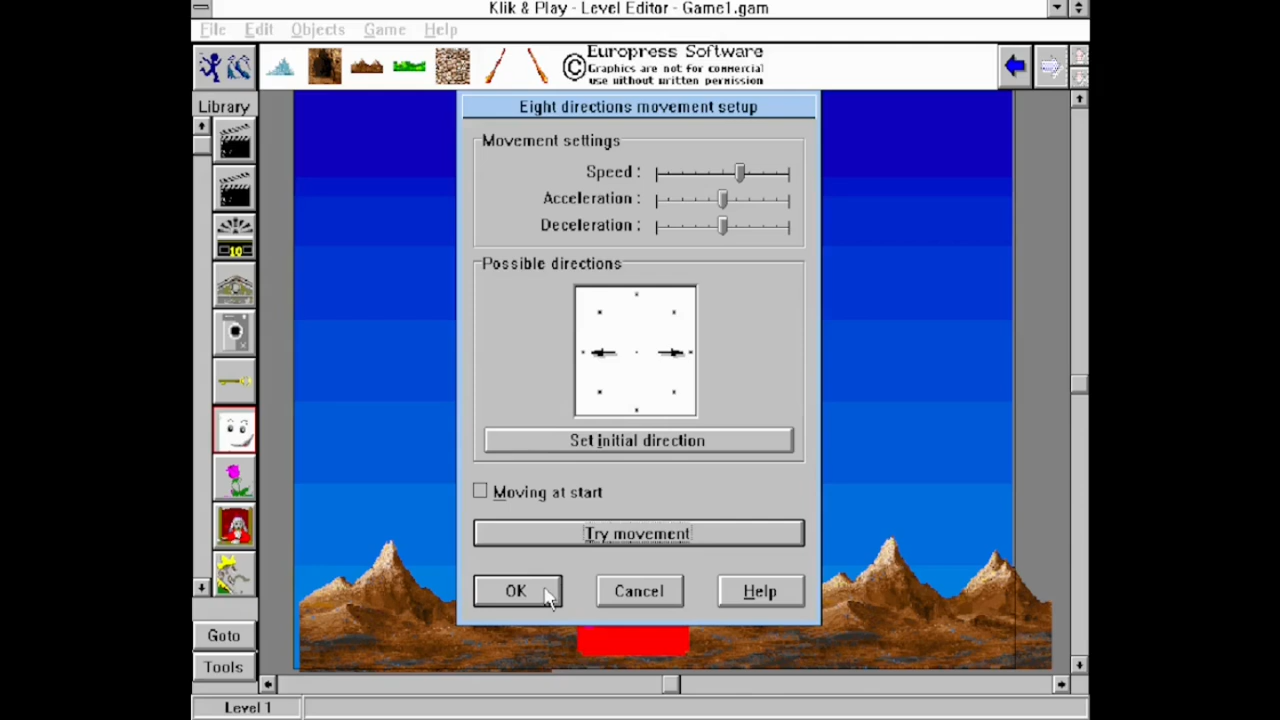 Klik & Play - Level Editor - Game1.gam
File Edit Objects Game Help
© Europress Software
Graphics are not for commercial
use without written permission
Library
10
Eight directions movement setup
Movement settings
Speed :
Acceleration :
Deceleration :
Possible directions
Set initial direction
Moving at start
Try movement
OK Cancel Help
Goto
Tools
Level 1